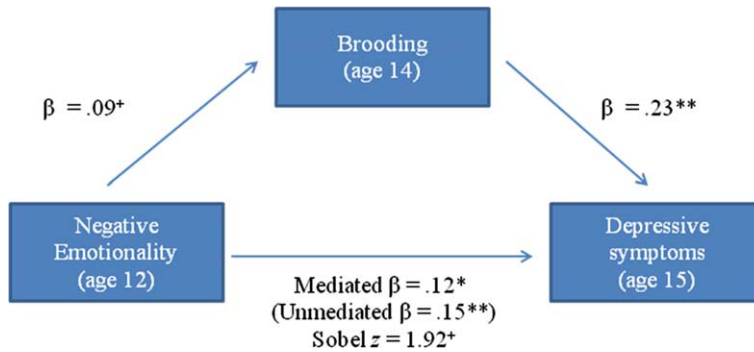 Brooding
(age 14)
β = .09⁺
β = .23**
Negative
Emotionality
(age 12)
Depressive
symptoms
(age 15)
Mediated β = .12*
(Unmediated β = .15**)
Sobel z = 1.92⁺